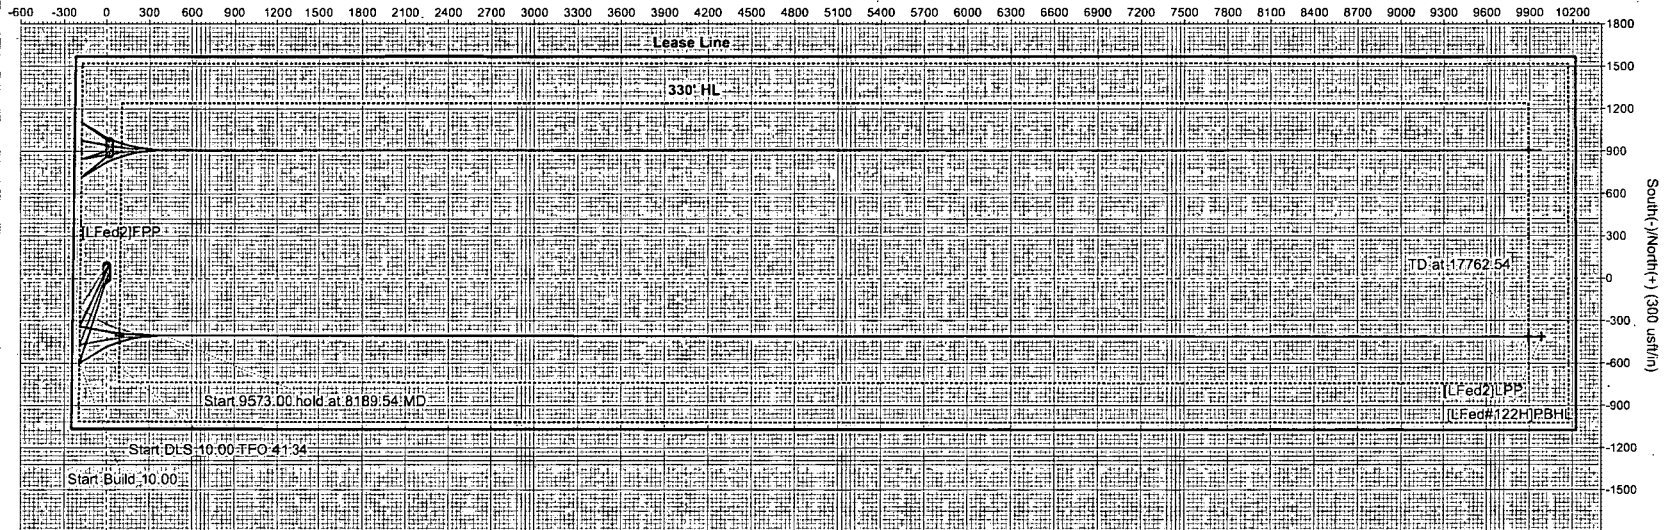 -600 -300 0 300 600 900 1200 1500 1800 2100 2400 2700 3000 3300 3600 3900 4200 4500 4800 5100 5400 5700 6000 6300 6600 6900 7200 7500 7800 8100 8400 8700 9000 9300 9600 9900 10200
1800
Lease Line
1500
330' HL
1200
900
600
[LFed2]FPP
300
TD at 17762.54
0
South(-)/North(+) (300 usft/in)
-300
-600
[LFed2]LPP
Start 9573.00 hold at 8189.54 MD
-900
[LFed#122H]PBHL
Start DLS 10.00 TFO 41.34
-1200
Start Build 10.00
-1500